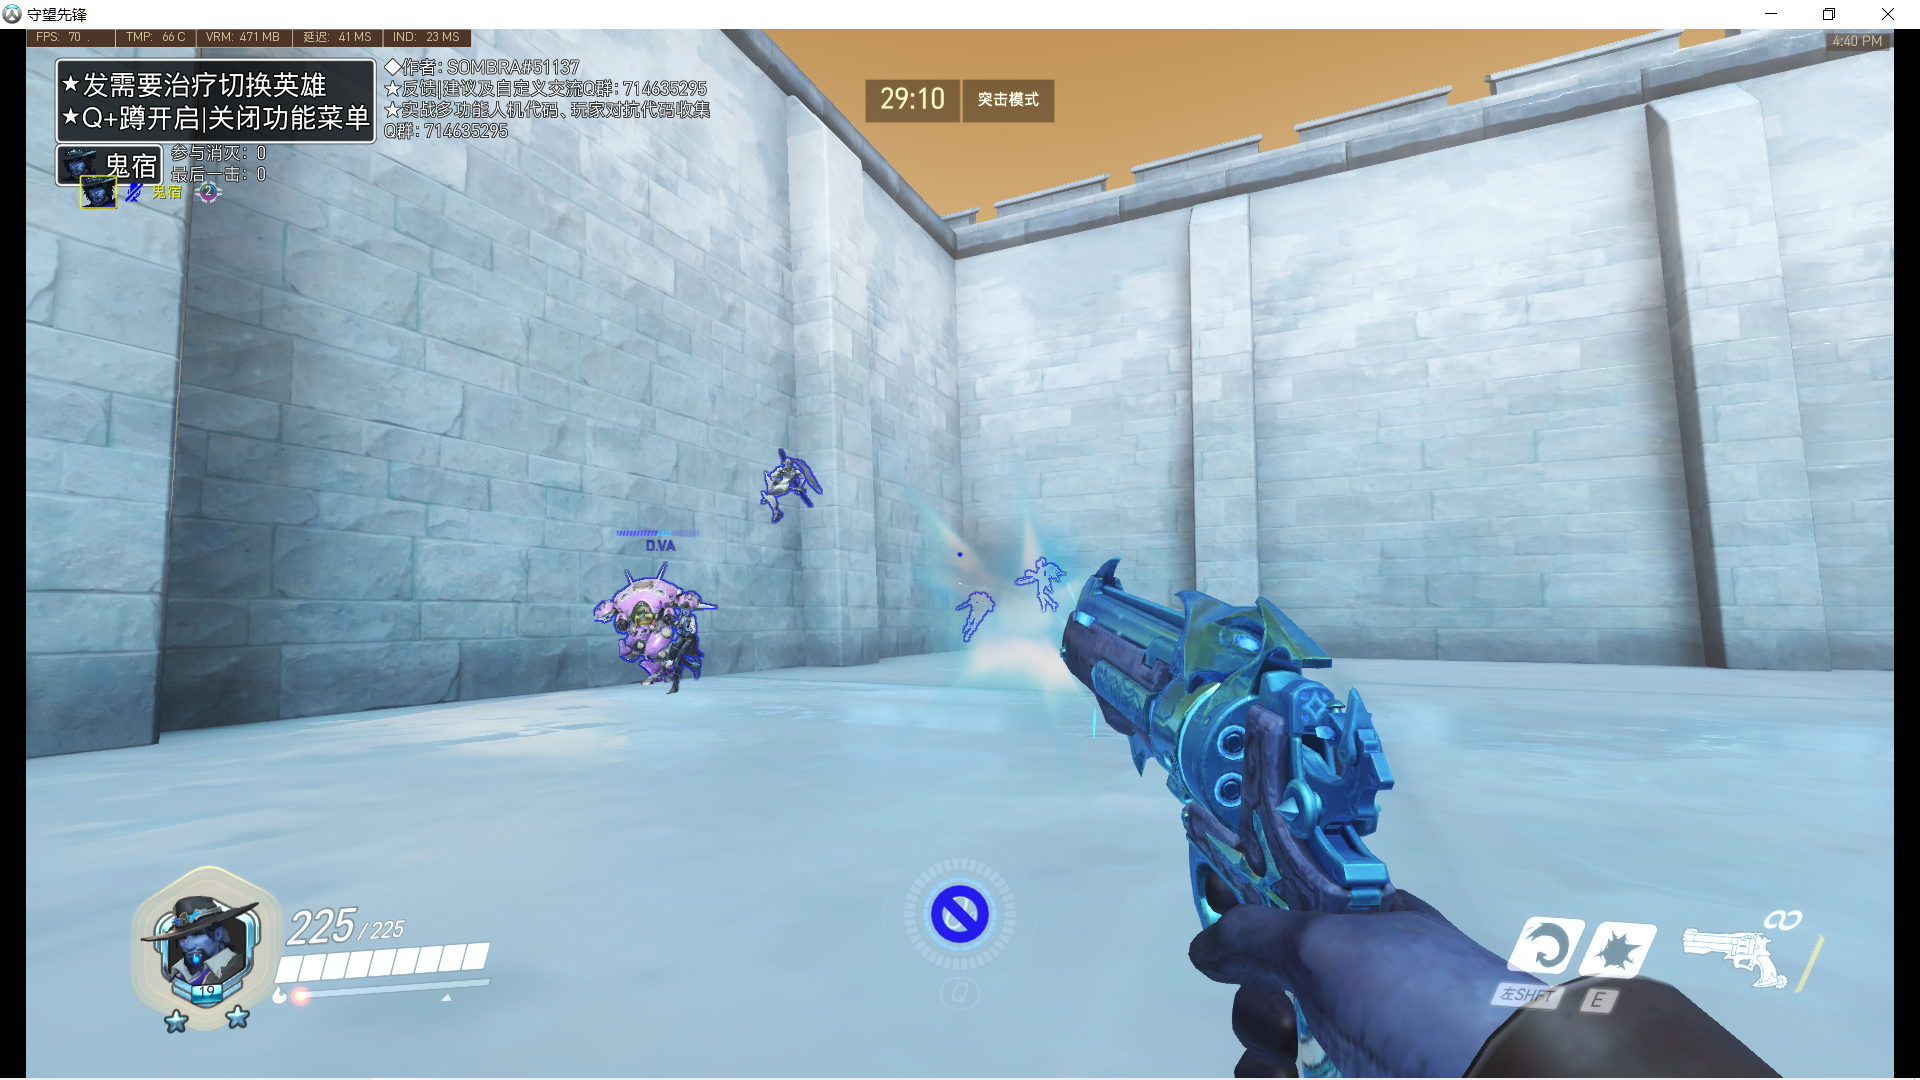 守望先锋
FPS: 70 .
TMP: 66 C
VRM: 471 MB
延迟: 41 MS
IND: 23 MS
4:40 PM
★发需要治疗切换英雄
★Q+蹲开启|关闭功能菜单
◆作者: SOMBRA#51137
★反馈|建议及自定义交流Q群: 714635295
★实战多功能人机代码、玩家对抗代码收集
Q群: 714635295
29:10
突击模式
鬼宿
参与消灭: 0
最后一击: 0
鬼宿
2
D.VA
225/225
19
Q
左SHFT
E